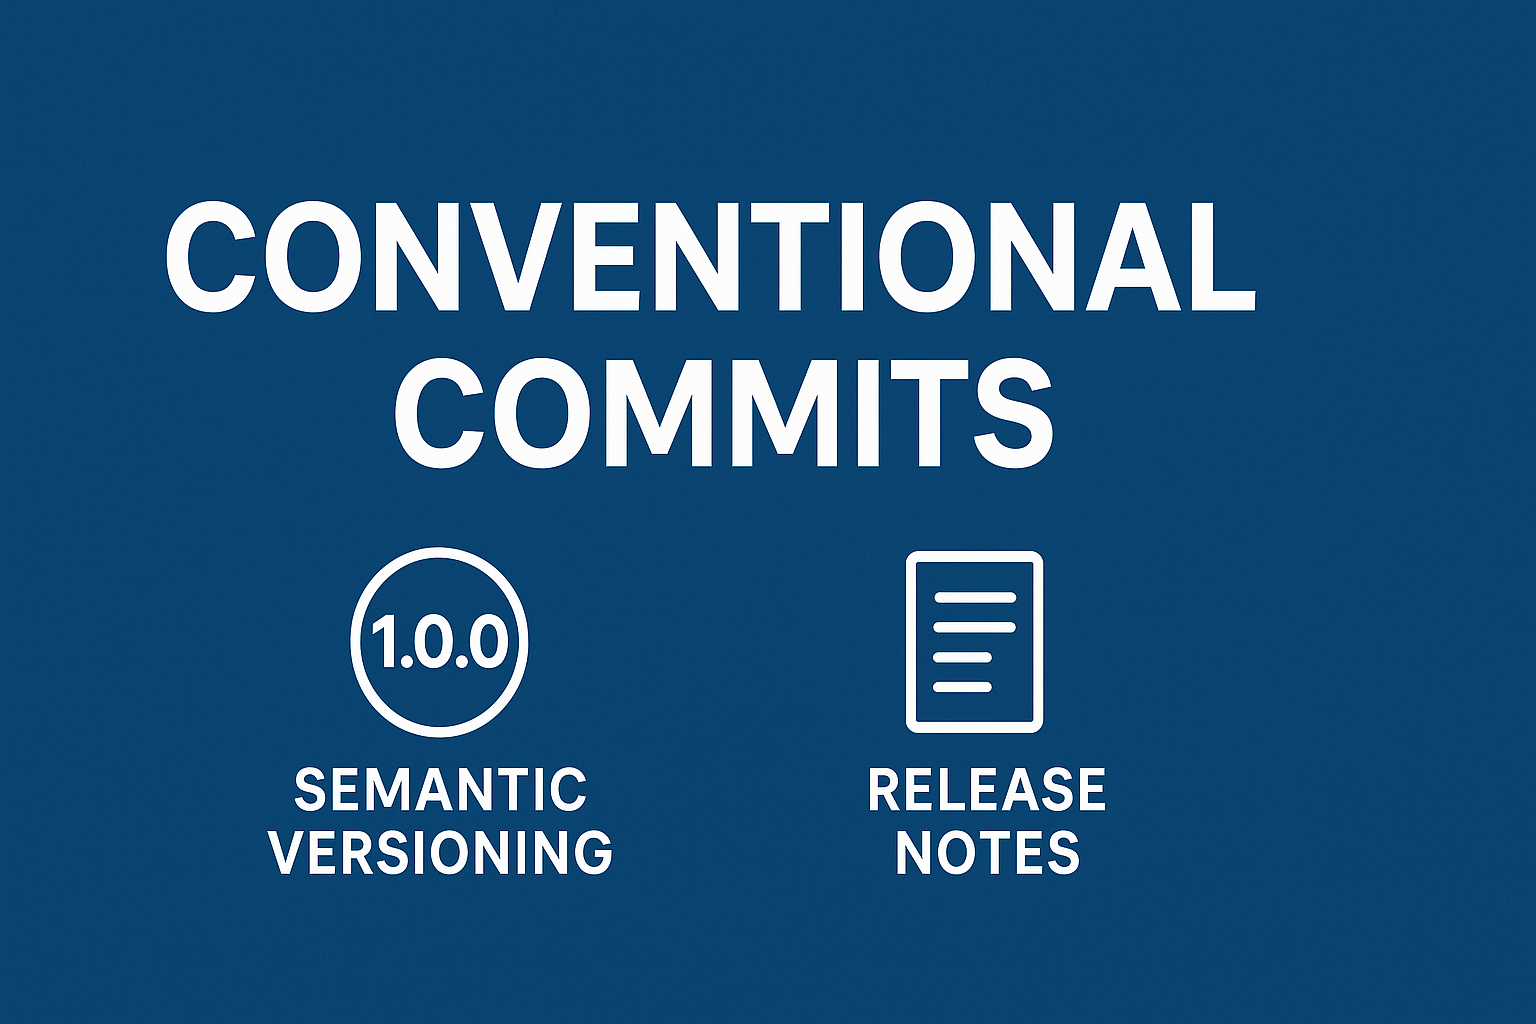 CONVENTIONAL
COMMITS
1.0.0
SEMANTIC
VERSIONING
RELEASE
NOTES